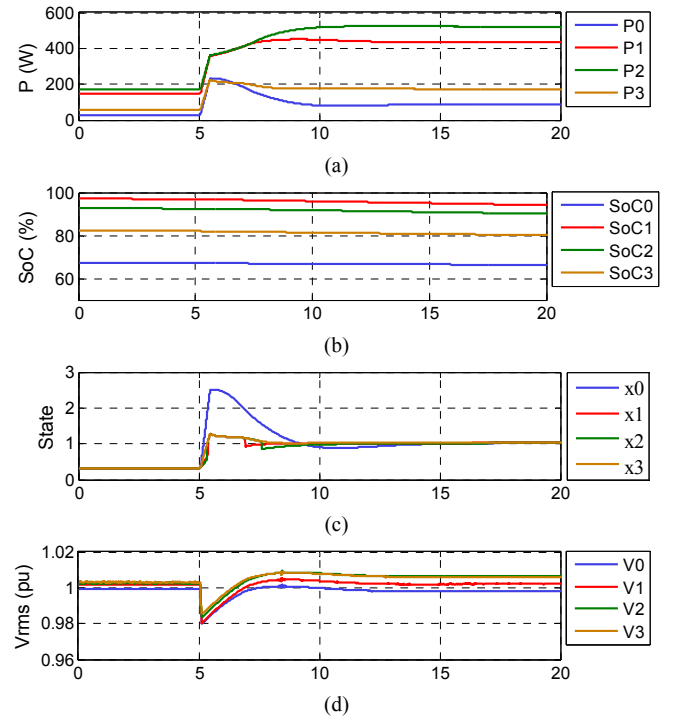 600
400
200
0
P (W)
0 5 10 15 20
P0
P1
P2
P3
(a)
100
80
60
SoC (%)
0 5 10 15 20
SoC0
SoC1
SoC2
SoC3
(b)
3
2
1
0
State
0 5 10 15 20
x0
x1
x2
x3
(c)
1.02
1
0.98
0.96
Vrms (pu)
0 5 10 15 20
V0
V1
V2
V3
(d)